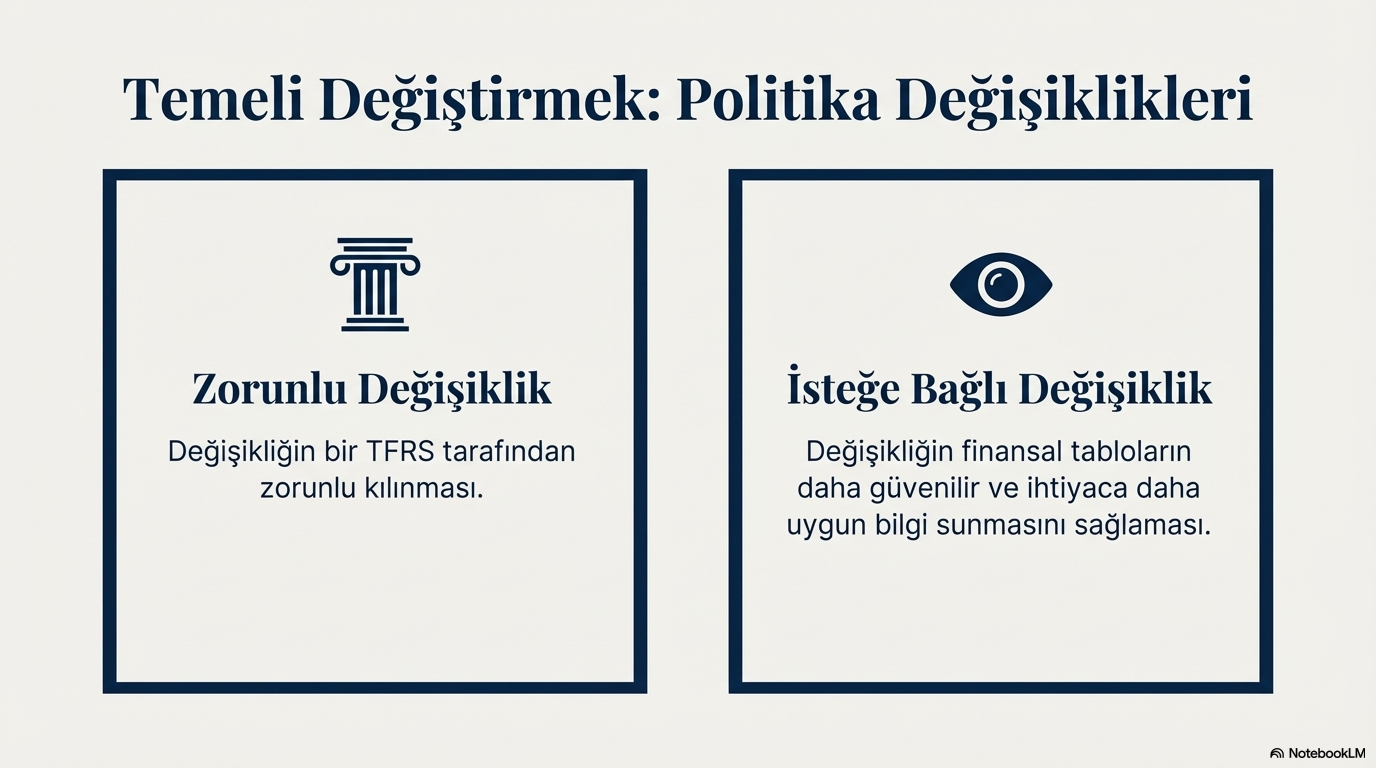 Temeli Değiştirmek: Politika Değişiklikleri
Zorunlu Değişiklik
Değişikliğin bir TFRS tarafından
zorunlu kılınması.
İsteğe Bağlı Değişiklik
Değişikliğin finansal tabloların
daha güvenilir ve ihtiyaca daha
uygun bilgi sunmasını sağlaması.
NotebookLM